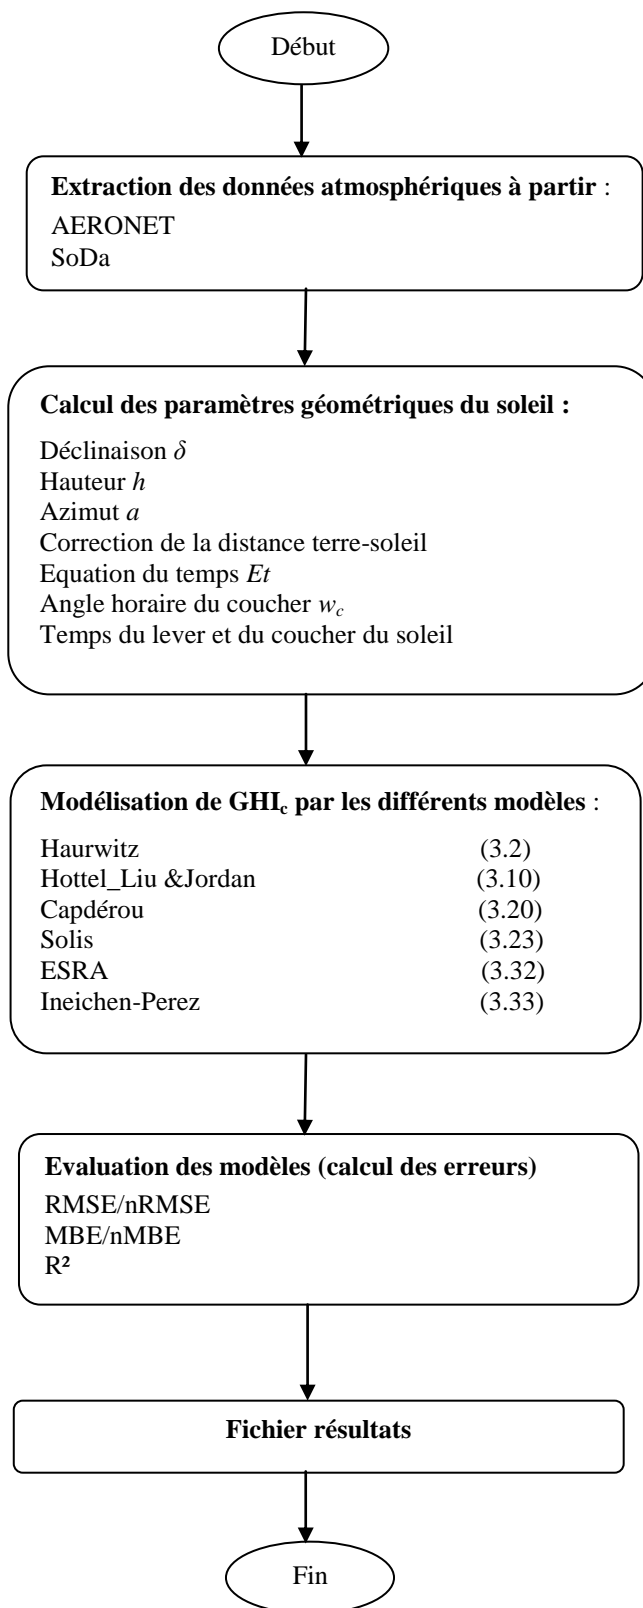 Début
Extraction des données atmosphériques à partir :
AERONET
SoDa
Calcul des paramètres géométriques du soleil :
Déclinaison δ
Hauteur h
Azimut a
Correction de la distance terre-soleil
Equation du temps Et
Angle horaire du coucher w_c
Temps du lever et du coucher du soleil
Modélisation de GHI_c par les différents modèles :
Haurwitz (3.2)
Hottel_Liu &Jordan (3.10)
Capdérou (3.20)
Solis (3.23)
ESRA (3.32)
Ineichen-Perez (3.33)
Evaluation des modèles (calcul des erreurs)
RMSE/nRMSE
MBE/nMBE
R²
Fichier résultats
Fin